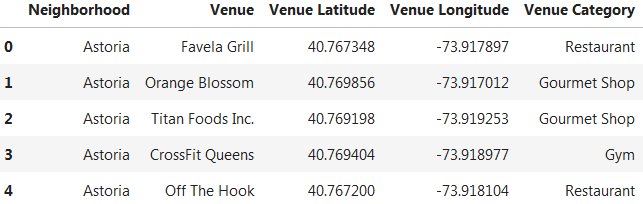 Neighborhood Venue Venue Latitude Venue Longitude Venue Category
0 Astoria Favela Grill 40.767348 -73.917897 Restaurant
1 Astoria Orange Blossom 40.769856 -73.917012 Gourmet Shop
2 Astoria Titan Foods Inc. 40.769198 -73.919253 Gourmet Shop
3 Astoria CrossFit Queens 40.769404 -73.918977 Gym
4 Astoria Off The Hook 40.767200 -73.918104 Restaurant